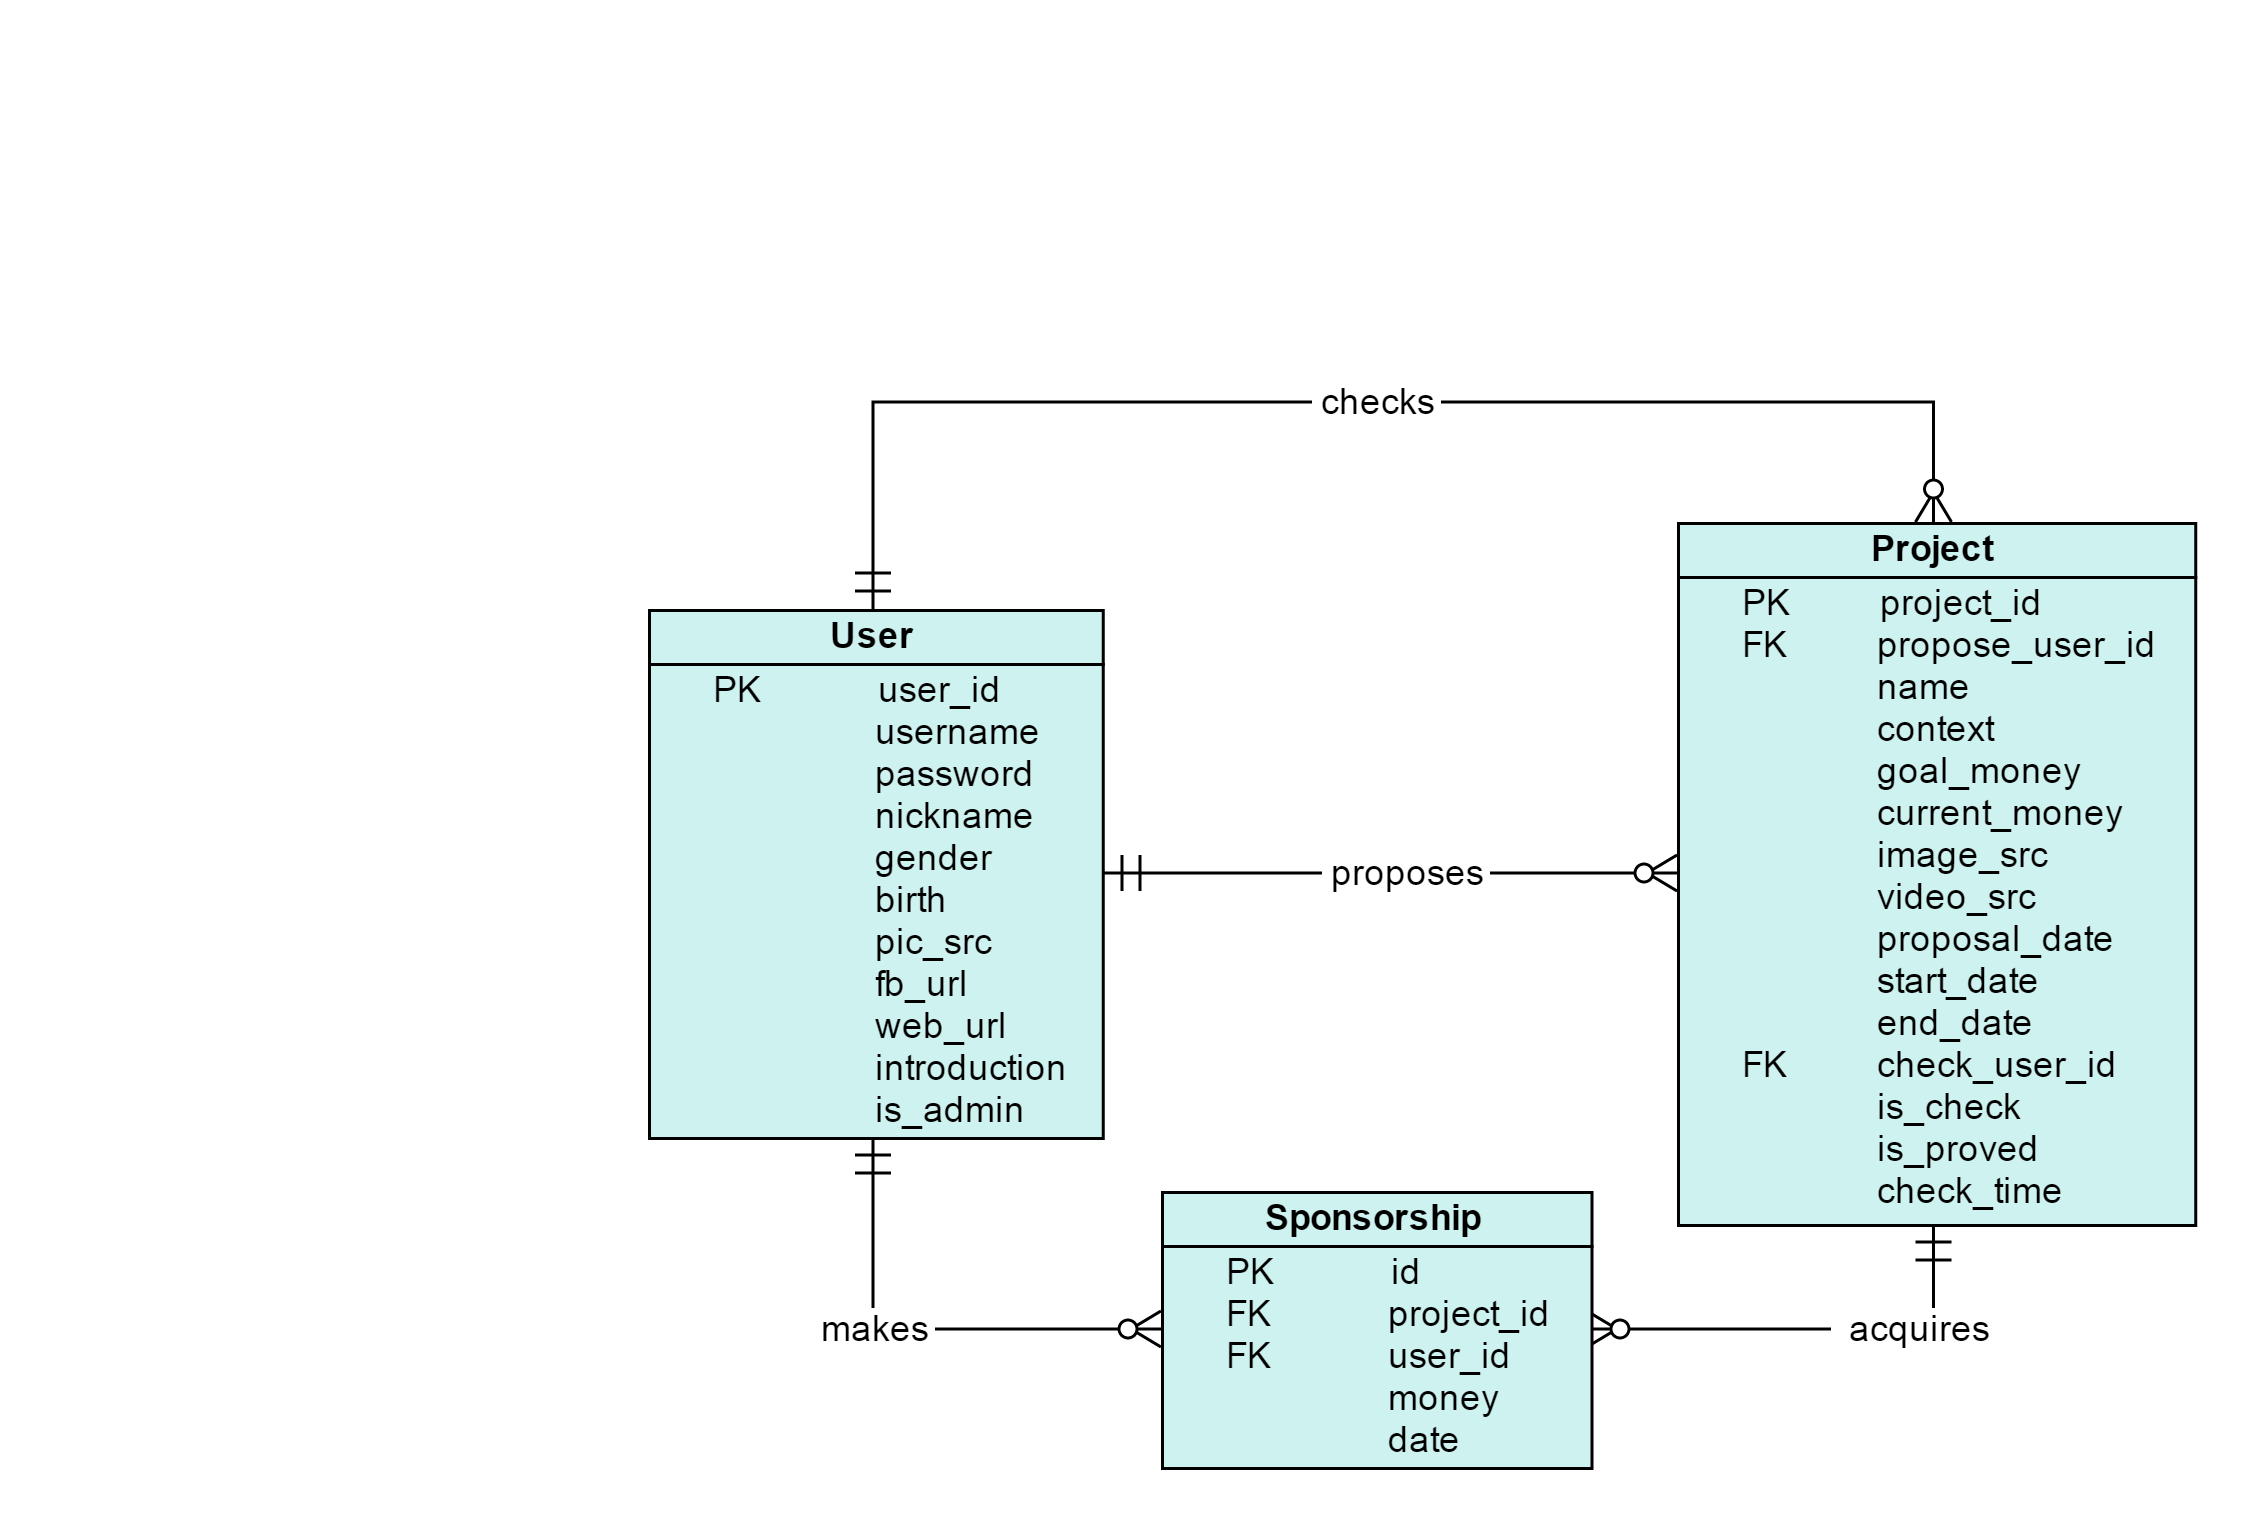 checks
User
PK user_id
username
password
nickname
gender
birth
pic_src
fb_url
web_url
introduction
is_admin
proposes
Project
PK project_id
FK propose_user_id
name
context
goal_money
current_money
image_src
video_src
proposal_date
start_date
end_date
FK check_user_id
is_check
is_proved
check_time
makes
Sponsorship
PK id
FK project_id
FK user_id
money
date
acquires